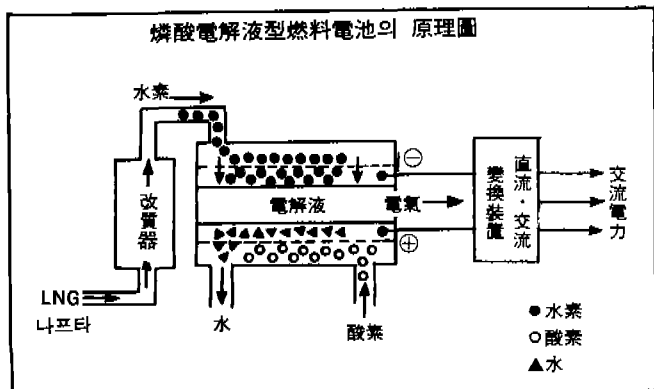 燐酸電解液型燃料電池의 原理圖
水素
改質器
LNG
나프타
電解液
電氣
⊖
⊕
水
酸素
直流·交流
變換裝置
交流電力
●水素
○酸素
▲水